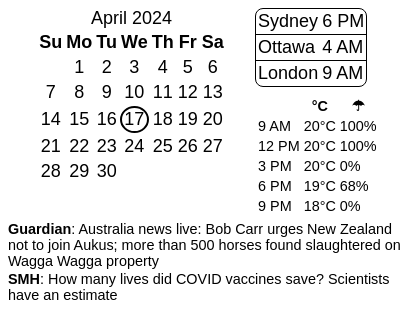 April 2024
Su Mo Tu We Th Fr Sa
1 2 3 4 5 6
7 8 9 10 11 12 13
14 15 16 17 18 19 20
21 22 23 24 25 26 27
28 29 30
Sydney 6 PM
Ottawa 4 AM
London 9 AM
°C ☂
9 AM 20°C 100%
12 PM 20°C 100%
3 PM 20°C 0%
6 PM 19°C 68%
9 PM 18°C 0%
Guardian: Australia news live: Bob Carr urges New Zealand
not to join Aukus; more than 500 horses found slaughtered on
Wagga Wagga property
SMH: How many lives did COVID vaccines save? Scientists
have an estimate